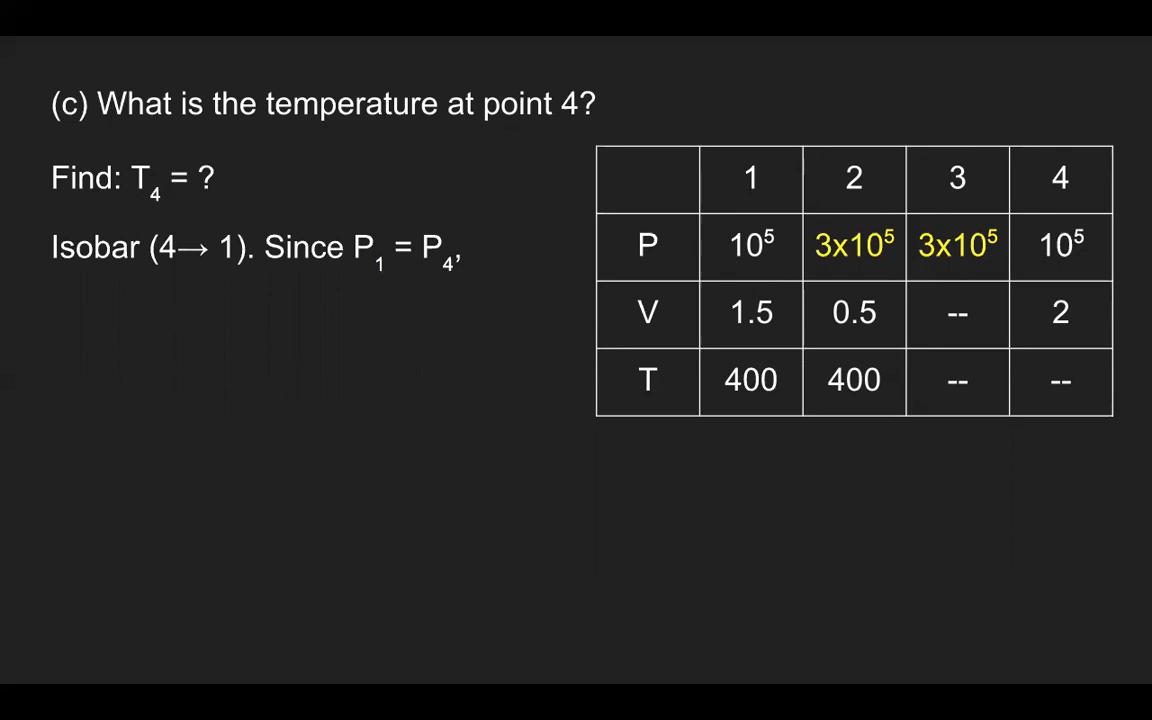 (c) What is the temperature at point 4?
Find: T₄ = ?
Isobar (4→ 1). Since P₁ = P₄,
1 2 3 4
P 10⁵ 3x10⁵ 3x10⁵ 10⁵
V 1.5 0.5 -- 2
T 400 400 -- --